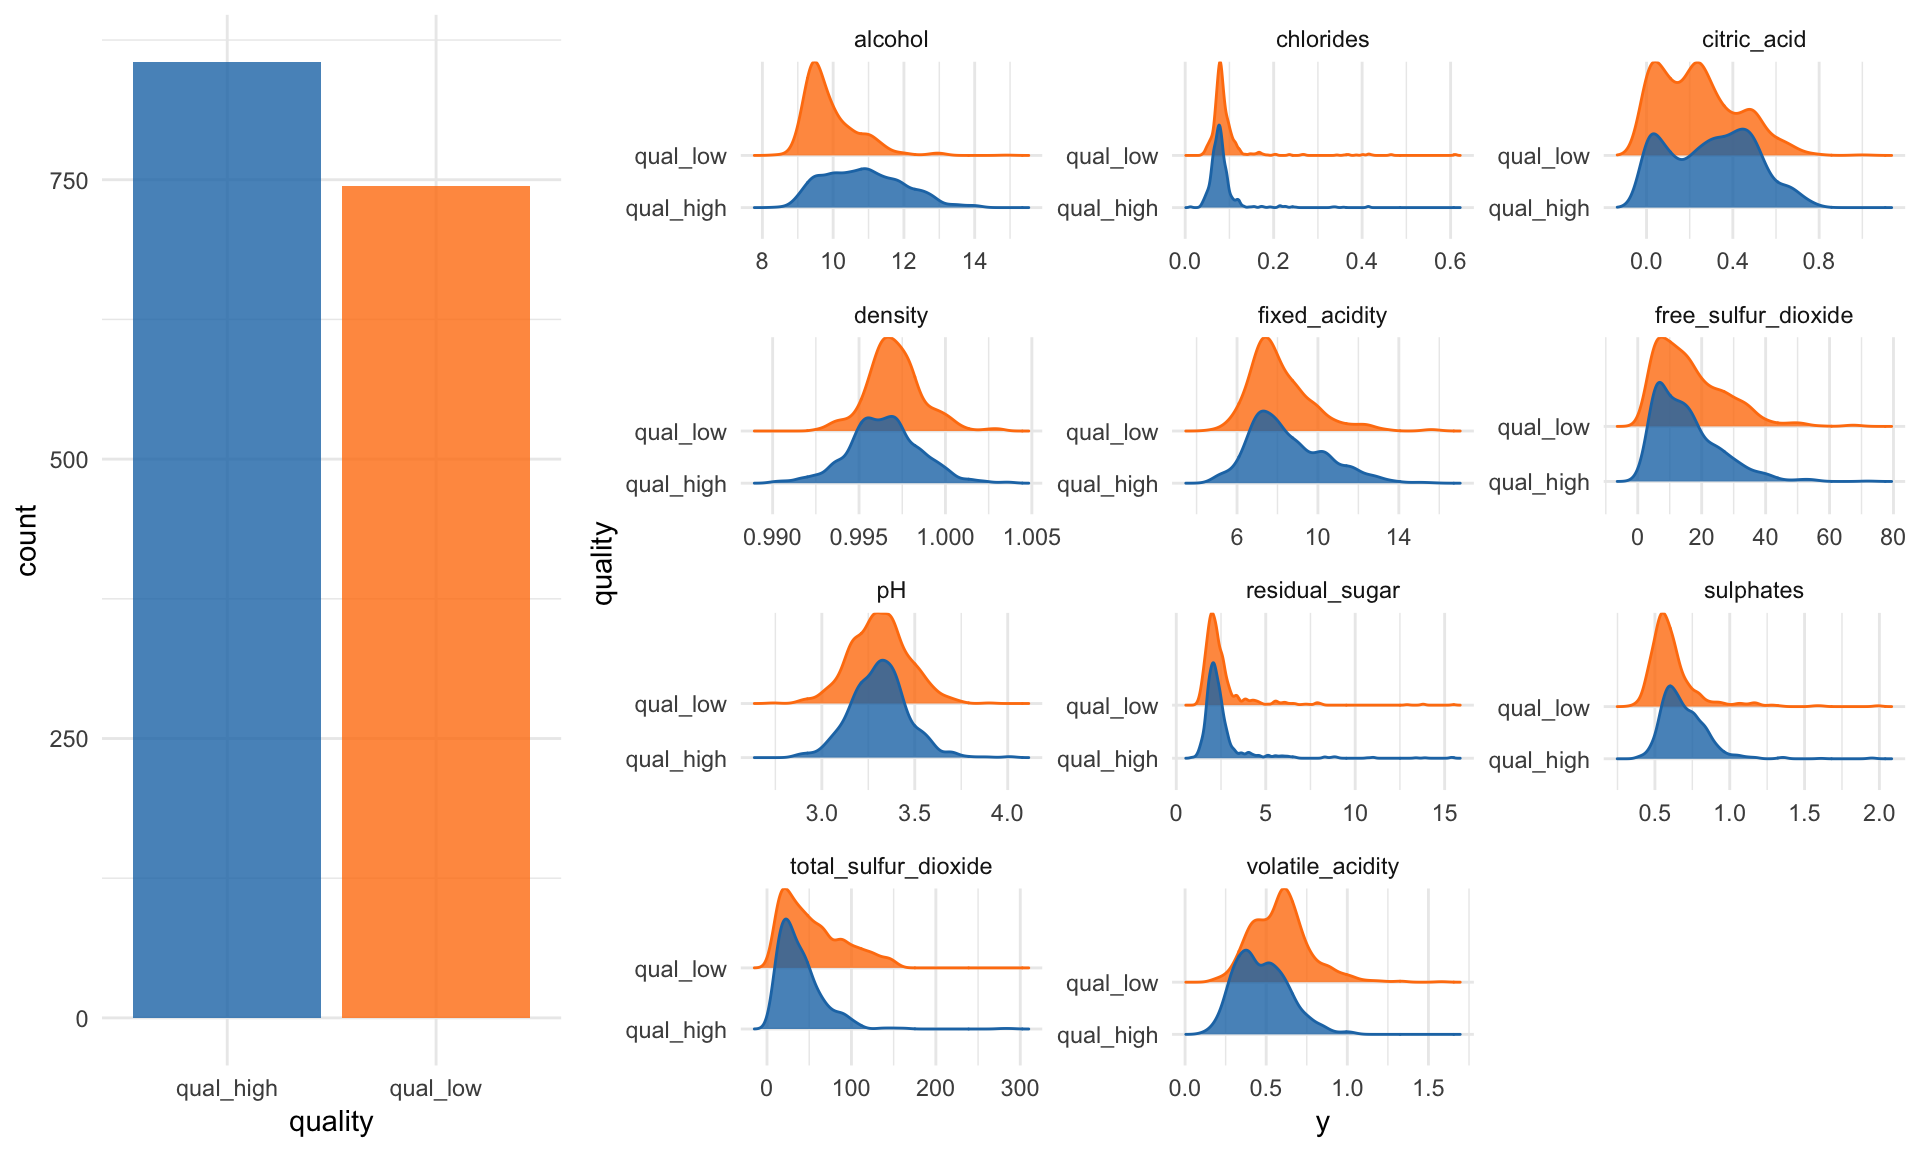 count
750
500
250
0
qual_high qual_low
quality
quality
alcohol chlorides citric_acid
qual_low qual_low qual_low
qual_high qual_high qual_high
8 10 12 14 0.0 0.2 0.4 0.6 0.0 0.4 0.8
density fixed_acidity free_sulfur_dioxide
qual_low qual_low qual_low
qual_high qual_high qual_high
0.990 0.995 1.000 1.005 6 10 14 0 20 40 60 80
pH residual_sugar sulphates
qual_low qual_low qual_low
qual_high qual_high qual_high
3.0 3.5 4.0 0 5 10 15 0.5 1.0 1.5 2.0
total_sulfur_dioxide volatile_acidity
qual_low qual_low
qual_high qual_high
0 100 200 300 0.0 0.5 1.0 1.5
y